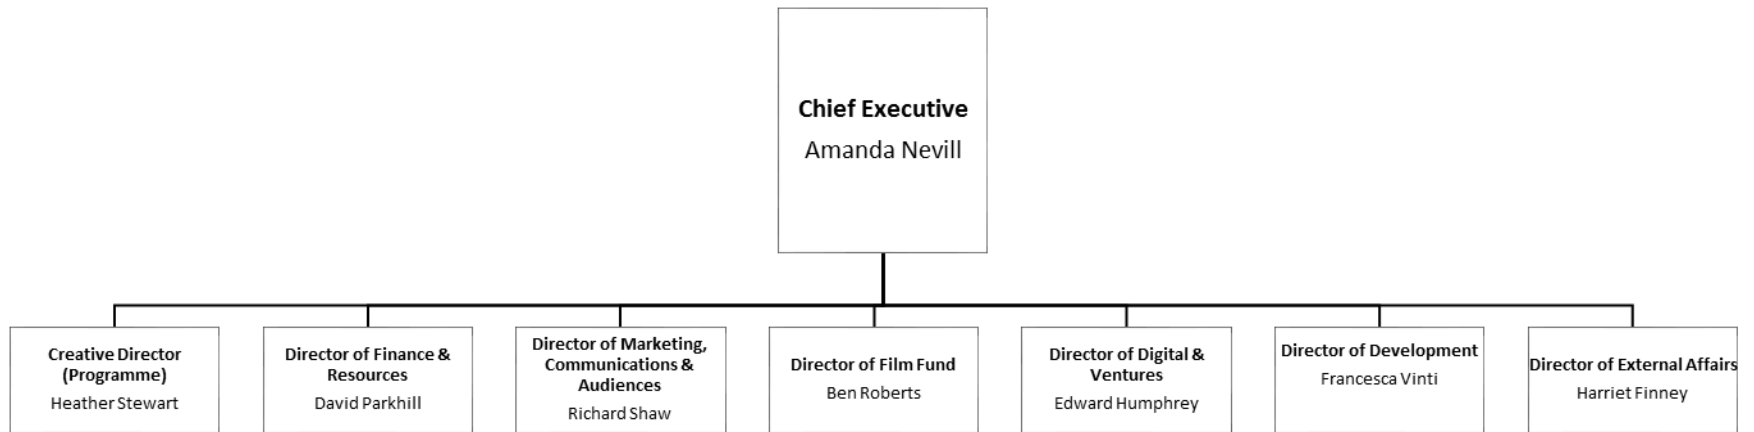 Chief Executive
Amanda Nevill
Creative Director
(Programme)
Heather Stewart
Director of Finance &
Resources
David Parkhill
Director of Marketing,
Communications &
Audiences
Richard Shaw
Director of Film Fund
Ben Roberts
Director of Digital &
Ventures
Edward Humphrey
Director of Development
Francesca Vinti
Director of External Affairs
Harriet Finney